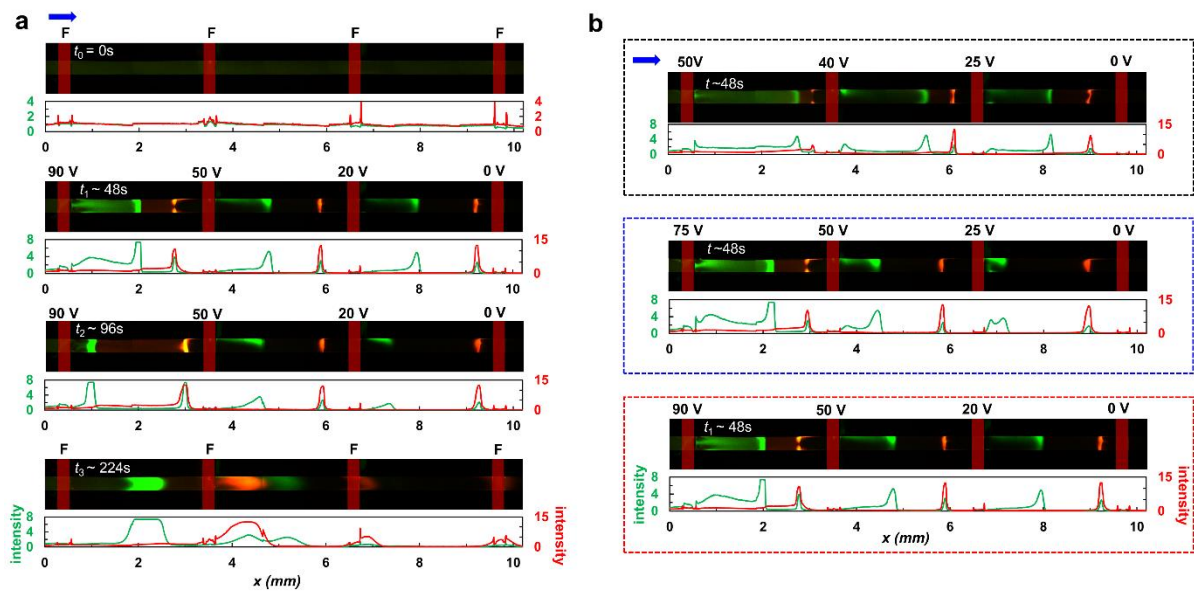 a
F F F F
t0 = 0s
4 4
2 2
0 0
0 2 4 6 8 10
90 V 50 V 20 V 0 V
t1 ~ 48s
8 15
4
0 0
0 2 4 6 8 10
90 V 50 V 20 V 0 V
t2 ~ 96s
8 15
4
0 0
0 2 4 6 8 10
F F F F
t3 ~ 224s
8 15
4
0 0
0 2 4 6 8 10
intensity
intensity
x (mm)
b
50V 40 V 25 V 0 V
t ~48s
8 15
4
0 0
0 2 4 6 8 10
75 V 50 V 25 V 0 V
t ~48s
8 15
4
0 0
0 2 4 6 8 10
90 V 50 V 20 V 0 V
t1 ~ 48s
8 15
4
0 0
0 2 4 6 8 10
intensity
intensity
x (mm)